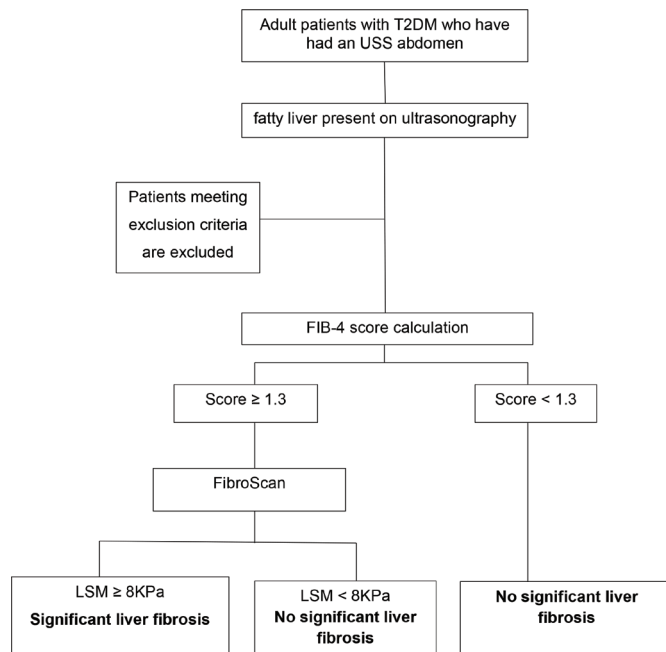 Adult patients with T2DM who have
had an USS abdomen
fatty liver present on ultrasonography
Patients meeting
exclusion criteria
are excluded
FIB-4 score calculation
Score ≥ 1.3
Score < 1.3
FibroScan
LSM ≥ 8KPa
Significant liver fibrosis
LSM < 8KPa
No significant liver
fibrosis
No significant liver
fibrosis